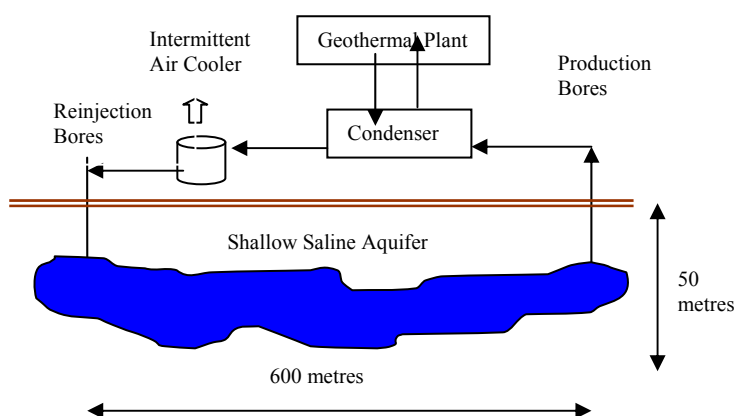 Intermittent
Air Cooler
Geothermal Plant
Production
Bores
Reinjection
Bores
Condenser
Shallow Saline Aquifer
50
metres
600 metres